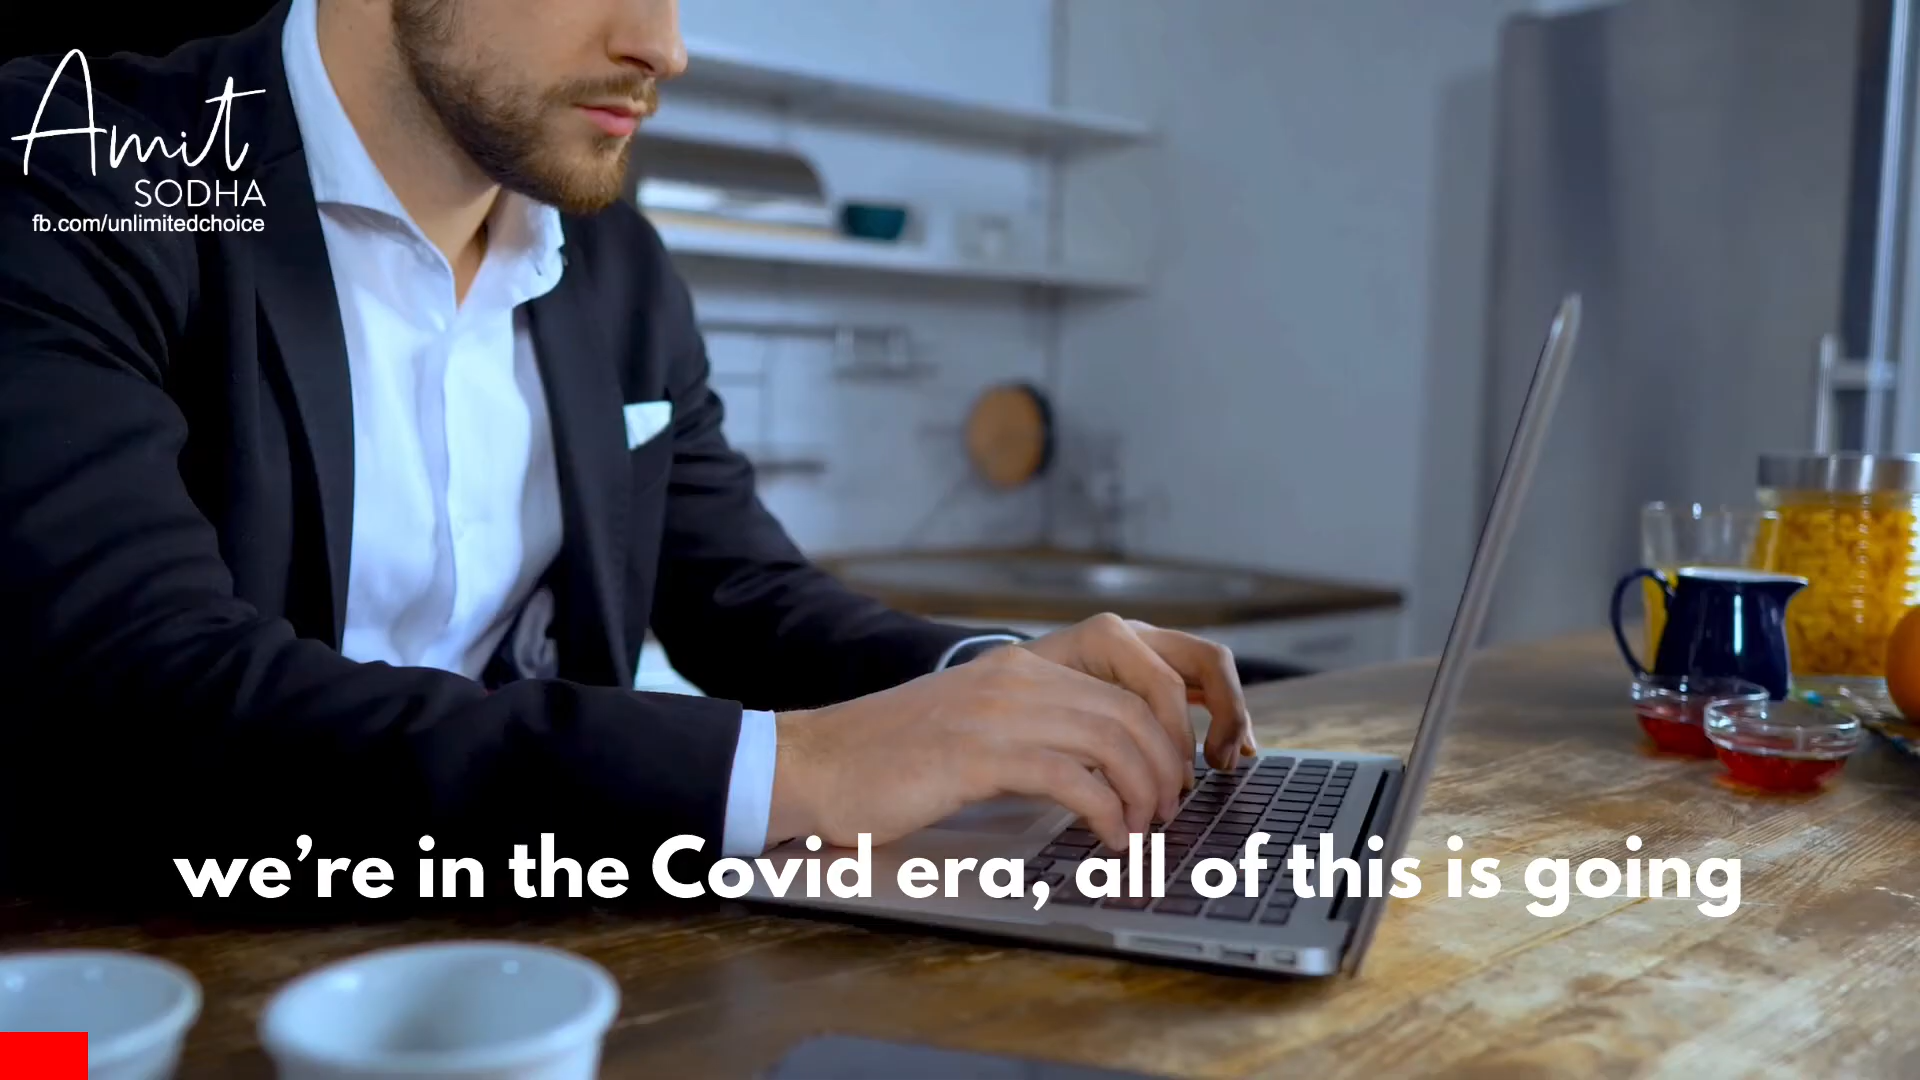 Amit
SODHA
fb.com/unlimitedchoice
we're in the Covid era, all of this is going